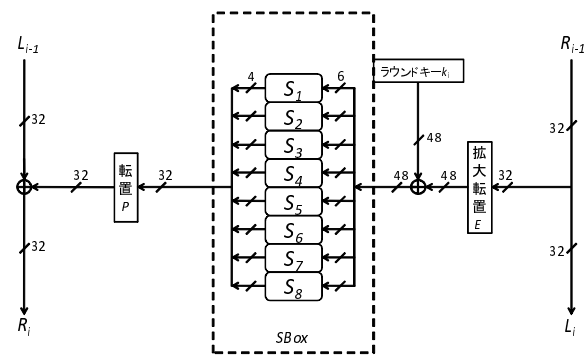 L_{i-1}
R_{i-1}
ラウンドキーk_i
4
6
S_1
S_2
S_3
S_4
S_5
S_6
S_7
S_8
32
32
48
32
転置P
32
48
48
拡大転置E
32
32
32
R_i
L_i
SBox